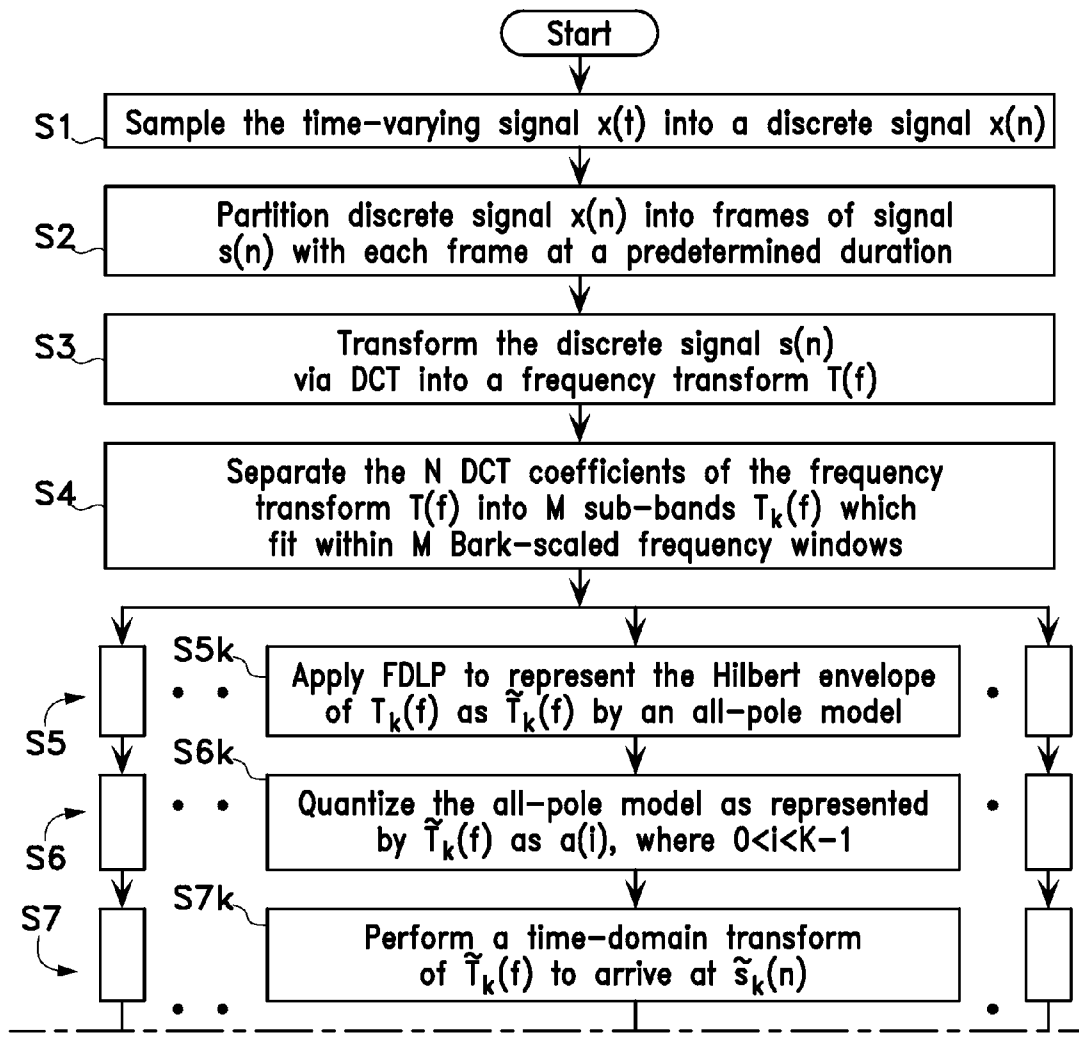 Start
S1
Sample the time-varying signal x(t) into a discrete signal x(n)
S2
Partition discrete signal x(n) into frames of signal
s(n) with each frame at a predetermined duration
S3
Transform the discrete signal s(n)
via DCT into a frequency transform T(f)
S4
Separate the N DCT coefficients of the frequency
transform T(f) into M sub-bands Tₖ(f) which
fit within M Bark-scaled frequency windows
S5
S5k
Apply FDLP to represent the Hilbert envelope
of Tₖ(f) as T̃ₖ(f) by an all-pole model
S6
S6k
Quantize the all-pole model as represented
by T̃ₖ(f) as a(i), where 0<i<K-1
S7
S7k
Perform a time-domain transform
of T̃ₖ(f) to arrive at s̃ₖ(n)